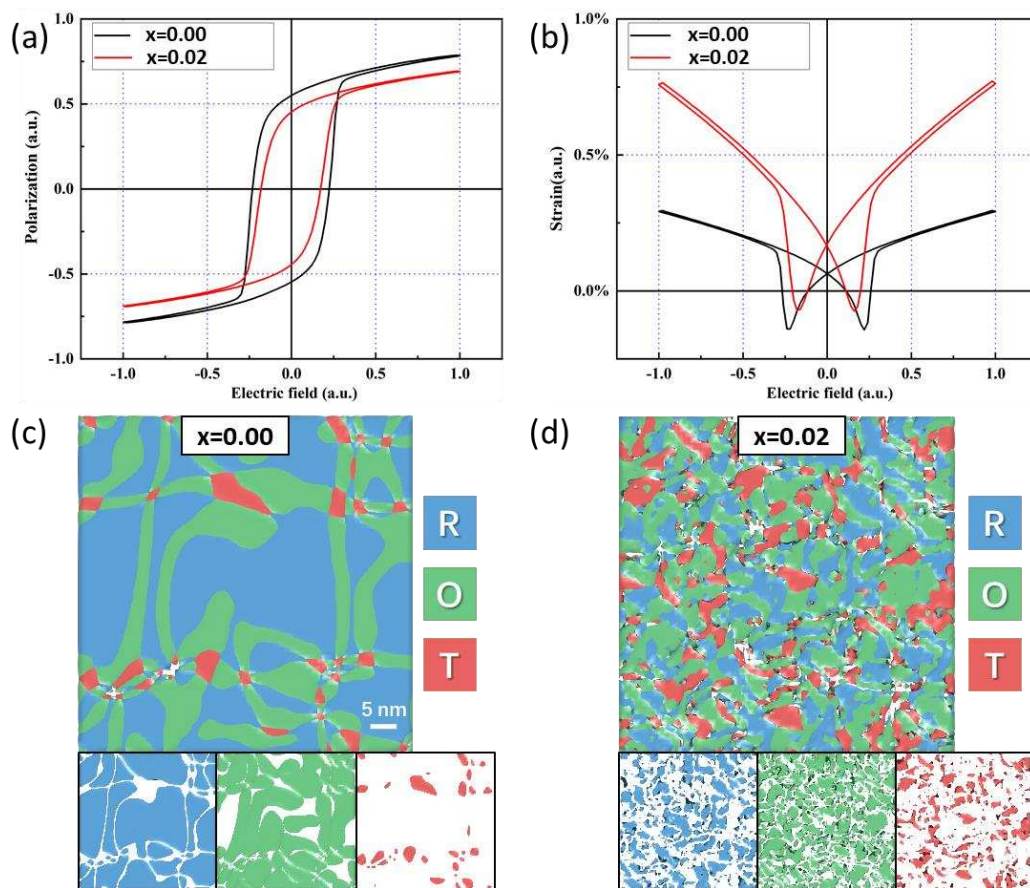 (a)
x=0.00
x=0.02
Polarization (a.u.)
1.0
0.5
0.0
-0.5
-1.0
-1.0
-0.5
0.0
0.5
1.0
Electric field (a.u.)
(b)
x=0.00
x=0.02
Strain(a.u.)
1.0%
0.5%
0.0%
-1.0
-0.5
0.0
0.5
1.0
Electric field (a.u.)
(c)
x=0.00
R
O
T
5 nm
(d)
x=0.02
R
O
T